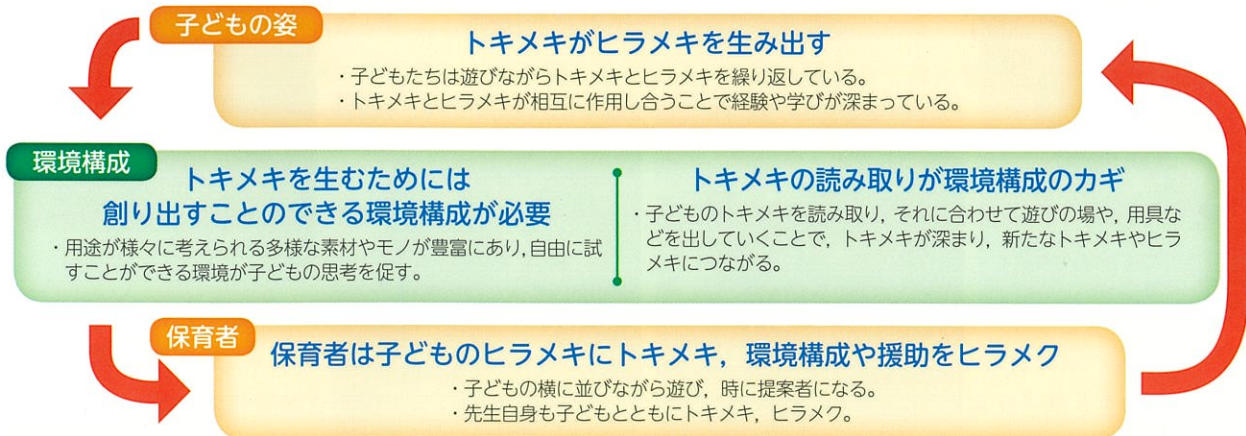 子どもの姿
トキメキがヒラメキを生み出す
・子どもたちは遊びながらトキメキとヒラメキを繰り返している。
・トキメキとヒラメキが相互に作用し合うことで経験や学びが深まっている。
環境構成
トキメキを生むためには
創り出すことのできる環境構成が必要
・用途が様々に考えられる多様な素材やモノが豊富にあり,自由に試
すことができる環境が子どもの思考を促す。
トキメキの読み取りが環境構成のカギ
・子どものトキメキを読み取り,それに合わせて遊びの場や,用具な
どを出していくことで,トキメキが深まり,新たなトキメキやヒラ
メキにつながる。
保育者
保育者は子どものヒラメキにトキメキ,環境構成や援助をヒラメク
・子どもの横に並びながら遊び,時に提案者になる。
・先生自身も子どもとともにトキメキ,ヒラメク。